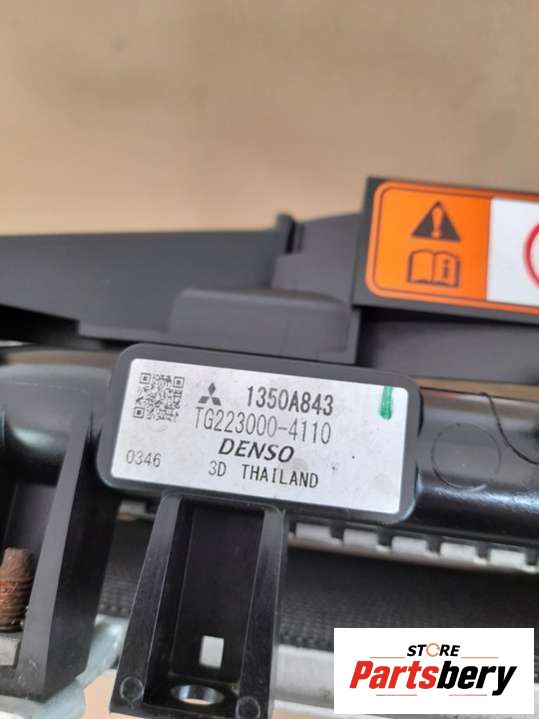 1350A843
TG223000-4110
DENSO
0346 3D THAILAND
STORE
Partsbery